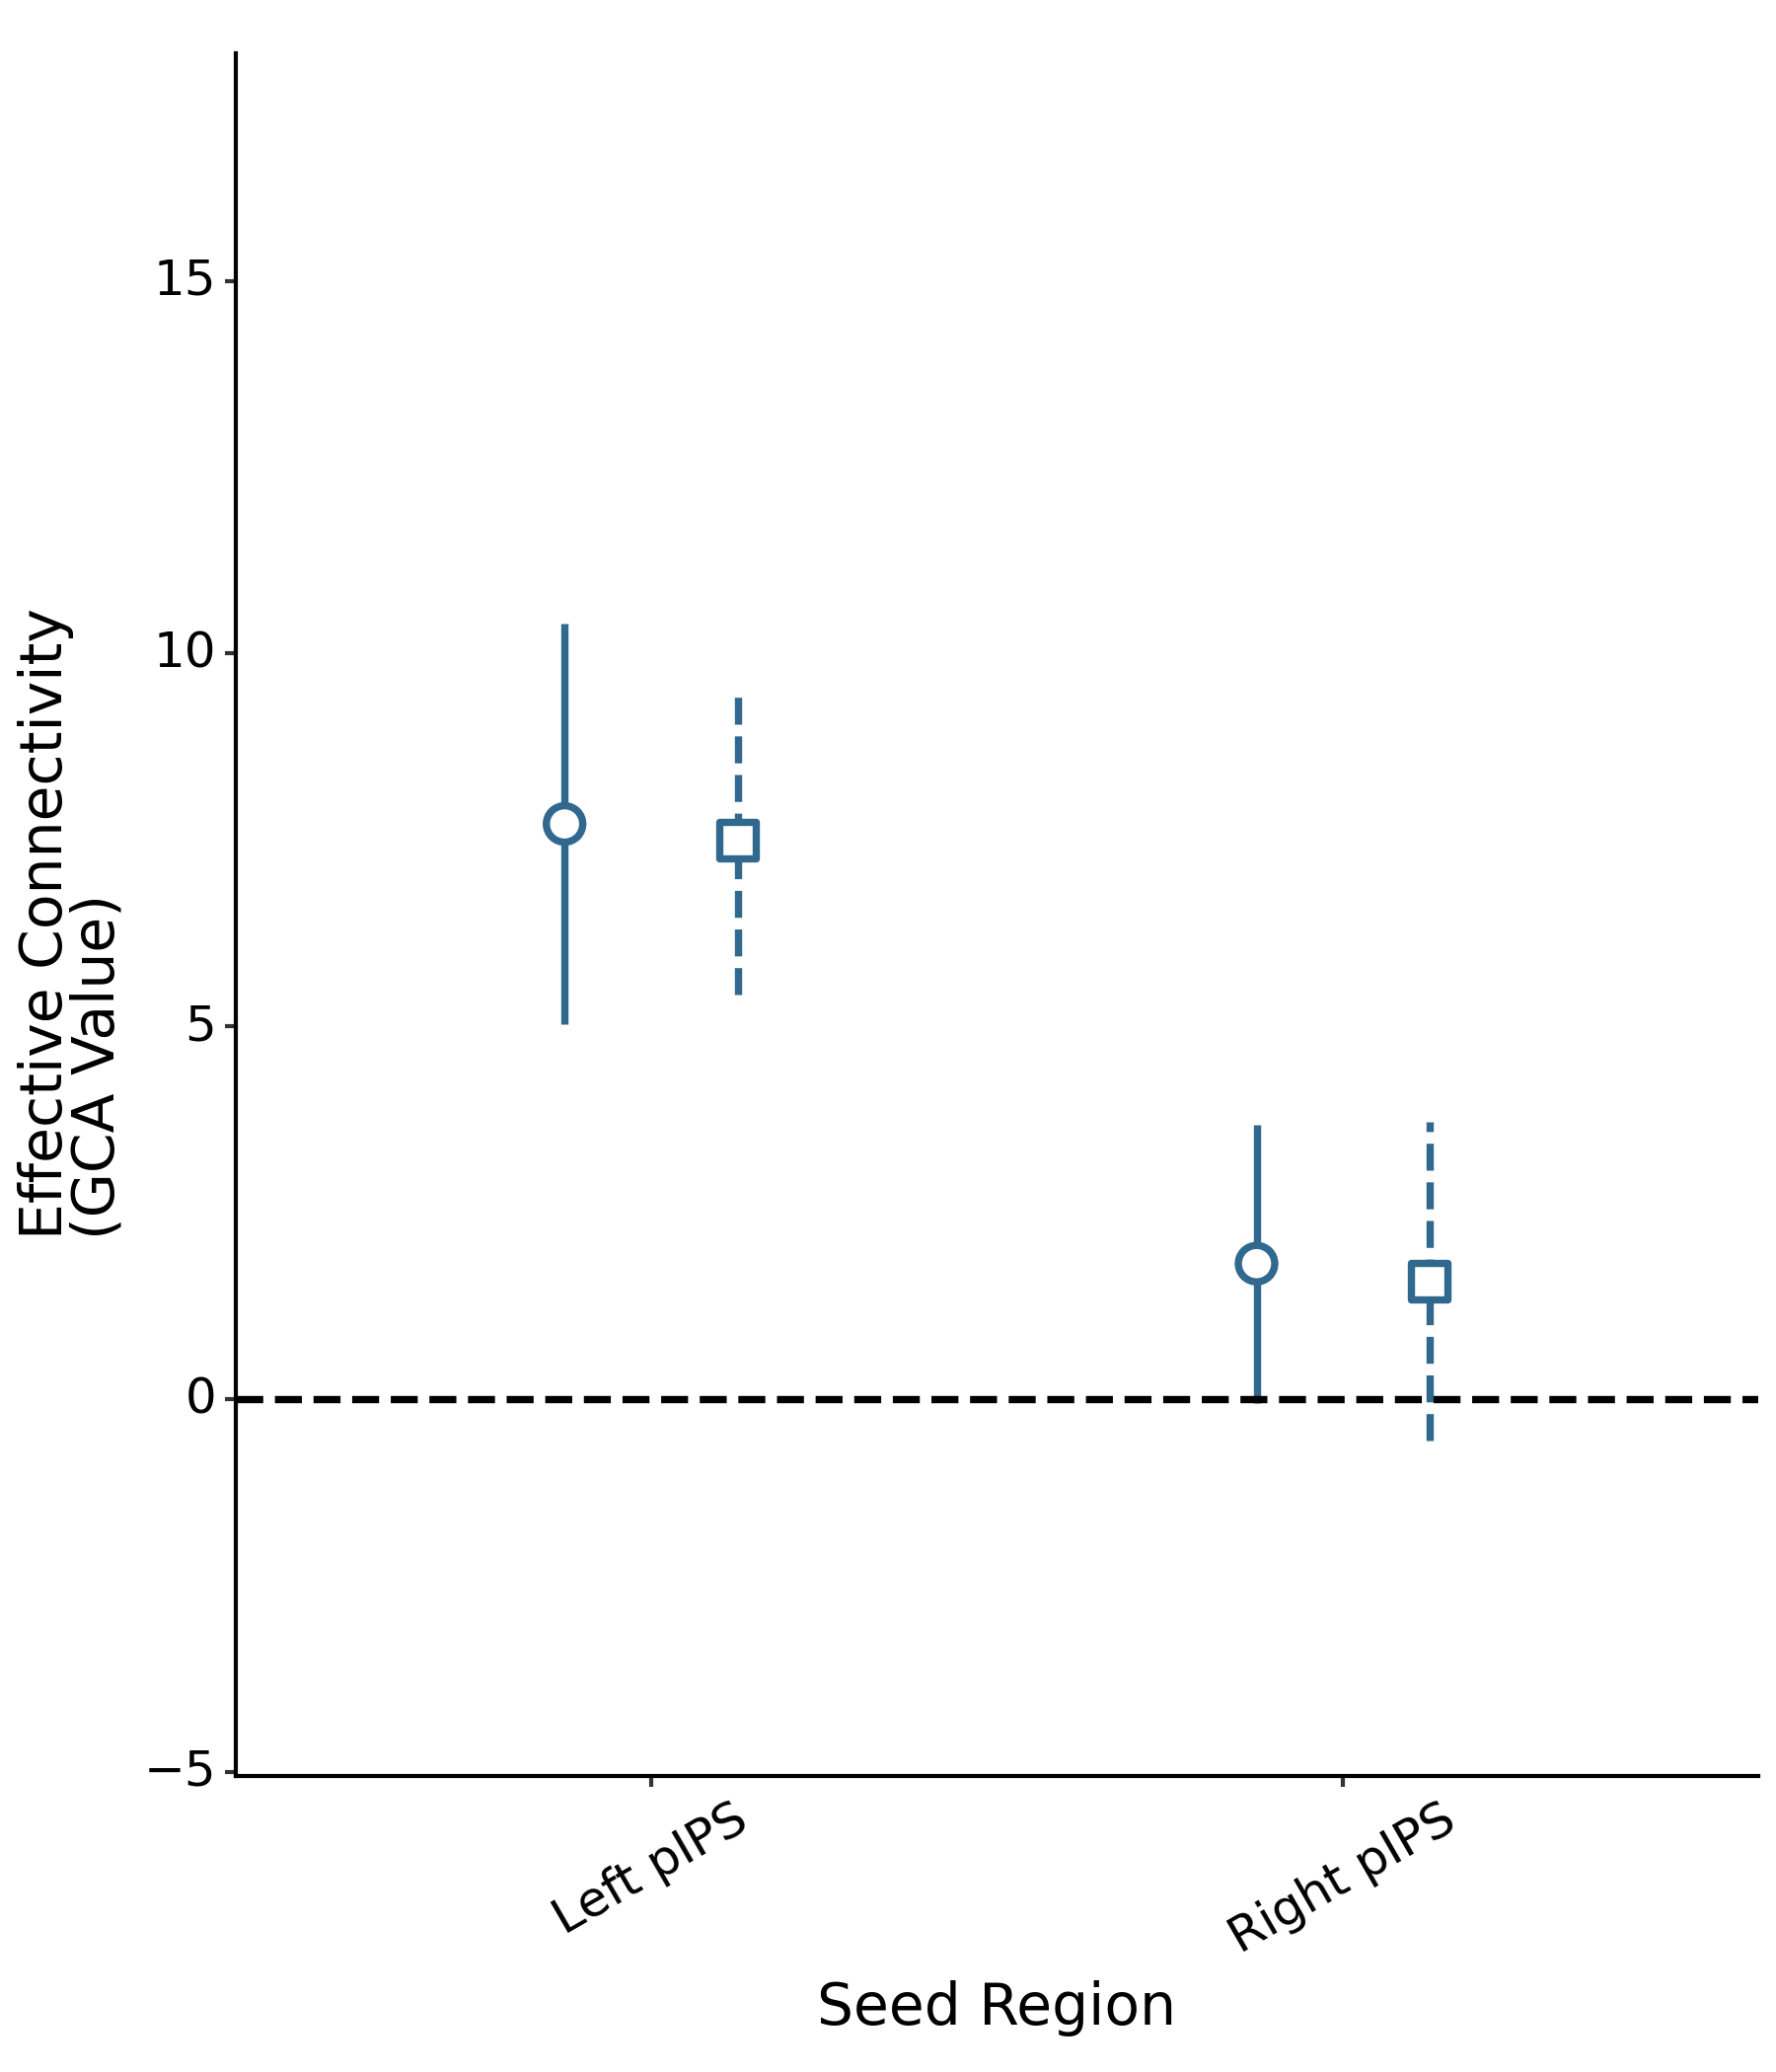 Effective Connectivity
(GCA Value)
15
10
5
0
−5
Left pIPS
Right pIPS
Seed Region